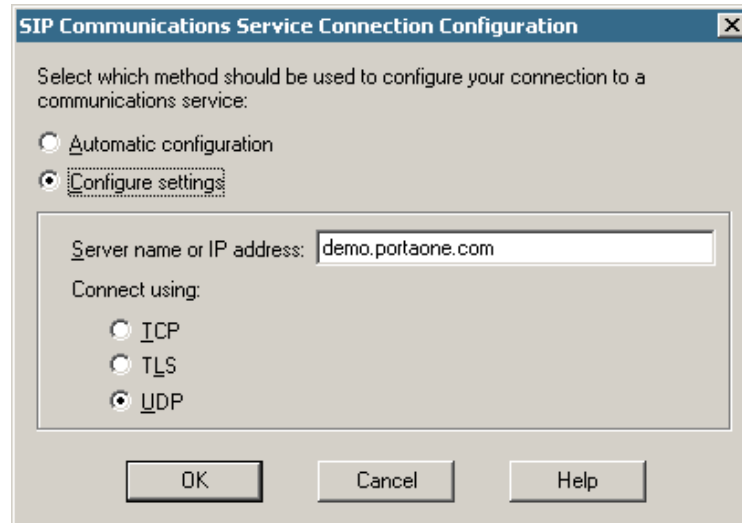 SIP Communications Service Connection Configuration
Select which method should be used to configure your connection to a
communications service:
Automatic configuration
Configure settings
Server name or IP address: demo.portaone.com
Connect using:
TCP
TLS
UDP
OK Cancel Help